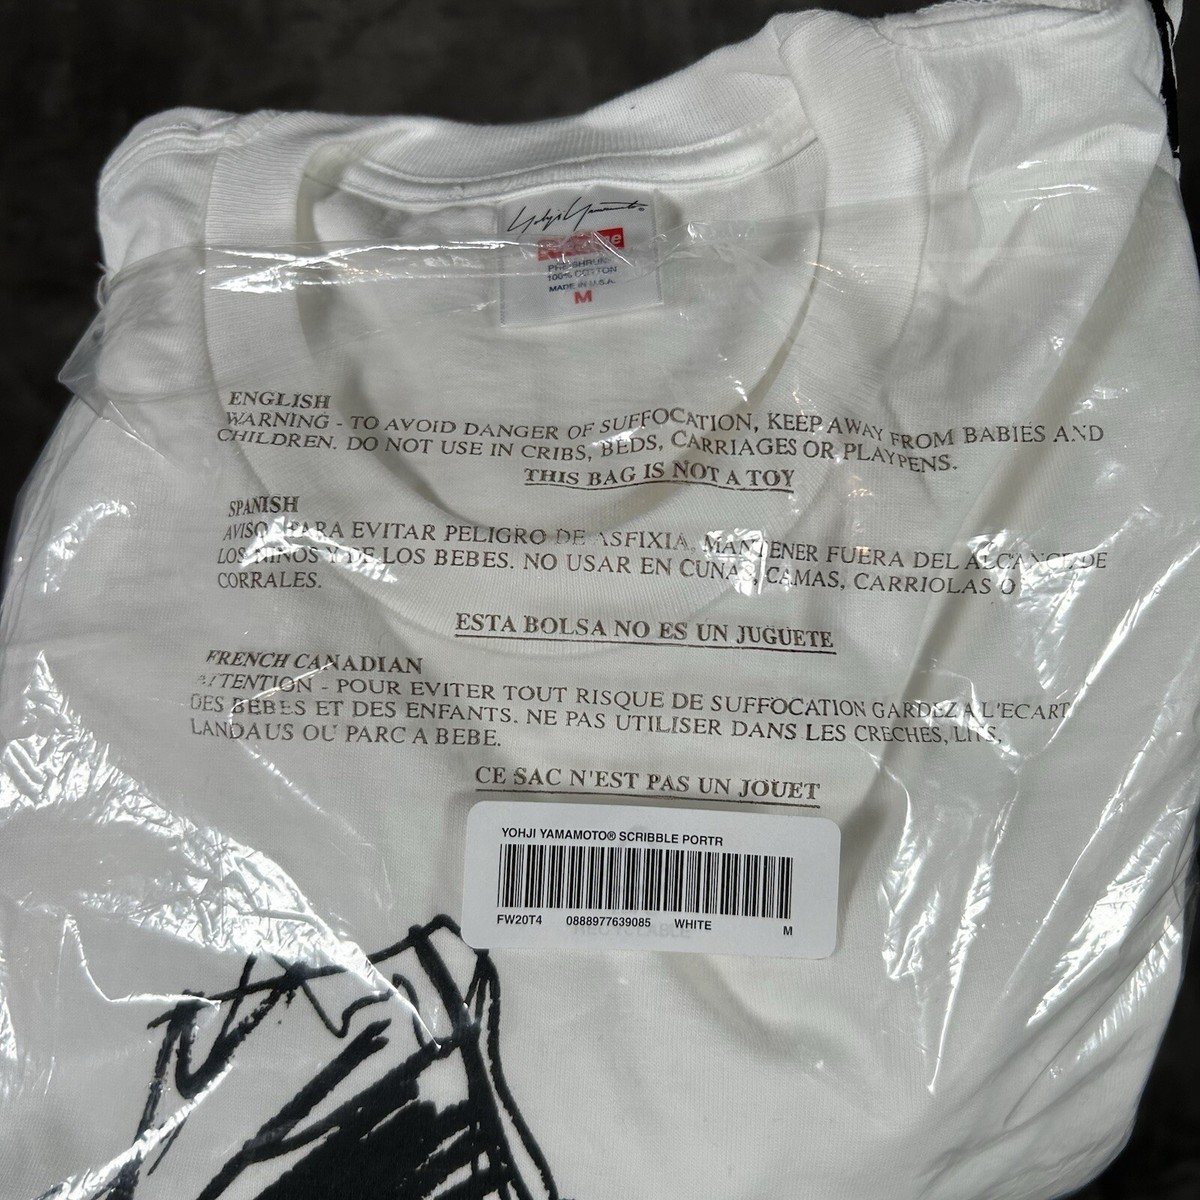 Yohji Yamamoto
Supreme
PRE-SHRUNK
100% COTTON
MADE IN U.S.A.
M
ENGLISH
WARNING - TO AVOID DANGER OF SUFFOCATION, KEEP AWAY FROM BABIES AND
CHILDREN. DO NOT USE IN CRIBS, BEDS, CARRIAGES OR PLAYPENS.
THIS BAG IS NOT A TOY
SPANISH
AVISO - PARA EVITAR PELIGRO DE ASFIXIA, MANTENER FUERA DEL ALCANCE DE
LOS NINOS Y DE LOS BEBES. NO USAR EN CUNAS, CAMAS, CARRIOLAS O
CORRALES.
ESTA BOLSA NO ES UN JUGUETE
FRENCH CANADIAN
ATTENTION - POUR EVITER TOUT RISQUE DE SUFFOCATION GARDEZ A L'ECART
DES BEBES ET DES ENFANTS. NE PAS UTILISER DANS LES CRECHES, LITS,
LANDAUS OU PARC A BEBE.
CE SAC N'EST PAS UN JOUET
YOHJI YAMAMOTO® SCRIBBLE PORTR
FW20T4 0888977639085 WHITE M
RECYCLABLE